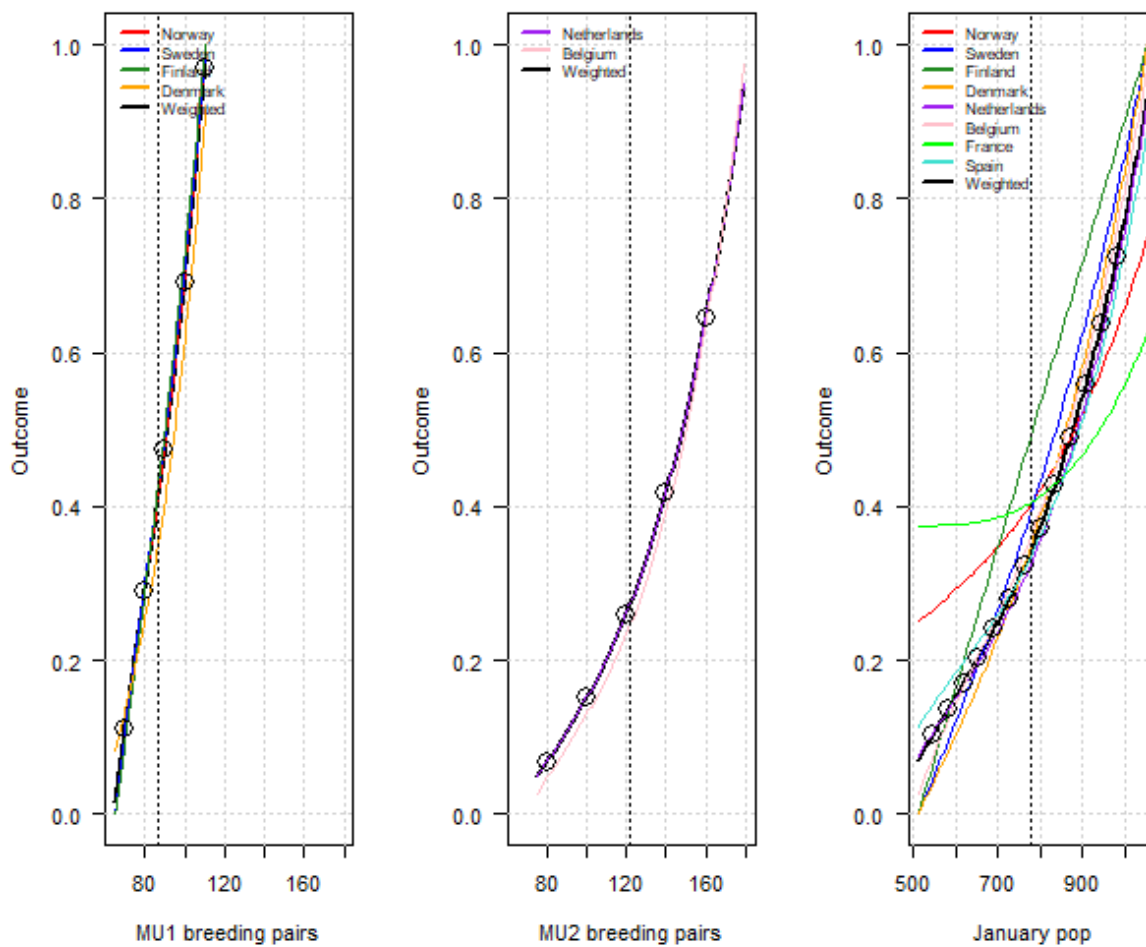 Norway
Sweden
Finland
Denmark
Weighted
1.0
0.8
0.6
0.4
0.2
0.0
Outcome
80
120
160
MU1 breeding pairs
Netherlands
Belgium
Weighted
1.0
0.8
0.6
0.4
0.2
0.0
Outcome
80
120
160
MU2 breeding pairs
Norway
Sweden
Finland
Denmark
Netherlands
Belgium
France
Spain
Weighted
1.0
0.8
0.6
0.4
0.2
0.0
Outcome
500
700
900
January pop